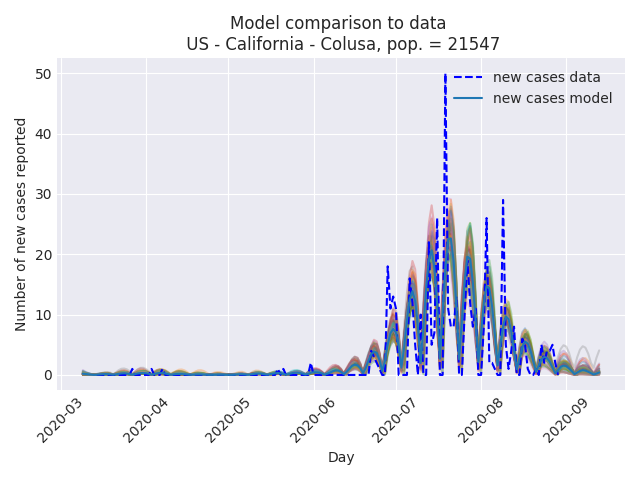 Model comparison to data
US - California - Colusa, pop. = 21547
new cases data
new cases model
Number of new cases reported
50
40
30
20
10
0
2020-03
2020-04
2020-05
2020-06
2020-07
2020-08
2020-09
Day